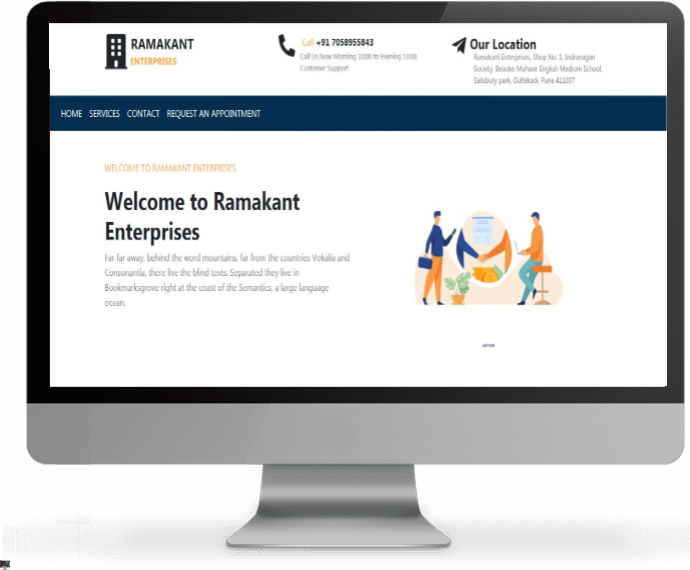 RAMAKANT
ENTERPRISES
Call +91 7058955843
Call Us Now Morning 10:00 to Evening 10:00
Customer Support
Our Location
Ramakant Enterprises, Shop No. 1, Indranagari
Society, Besides Mahavir English Medium School,
Salisbury park, Gultekadi, Pune 411037
HOME SERVICES CONTACT REQUEST AN APPOINTMENT
WELCOME TO RAMAKANT ENTERPRISES
Welcome to Ramakant
Enterprises
Far far away, behind the word mountains, far from the countries Vokalia and
Consonantia, there live the blind texts. Separated they live in
Bookmarksgrove right at the coast of the Semantics, a large language
ocean.